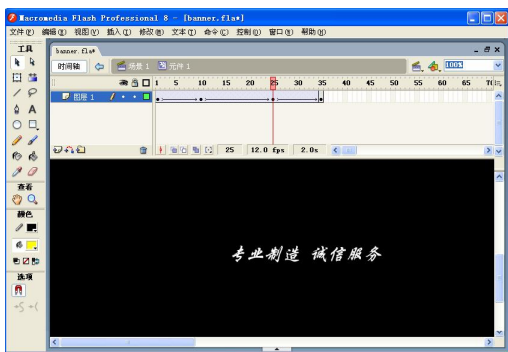 Macromedia Flash Professional 8 - [banner.fla*]
文件(F) 编辑(E) 视图(V) 插入(I) 修改(M) 文本(T) 命令(C) 控制(O) 窗口(W) 帮助(H)
工具
banner.fla*
时间轴 场景 1 元件 1 100%
1 5 10 15 20 25 30 35 40 45 50 55 60 65
图层 1
25 12.0 fps 2.0s
查看
颜色
选项
专业制造 诚信服务